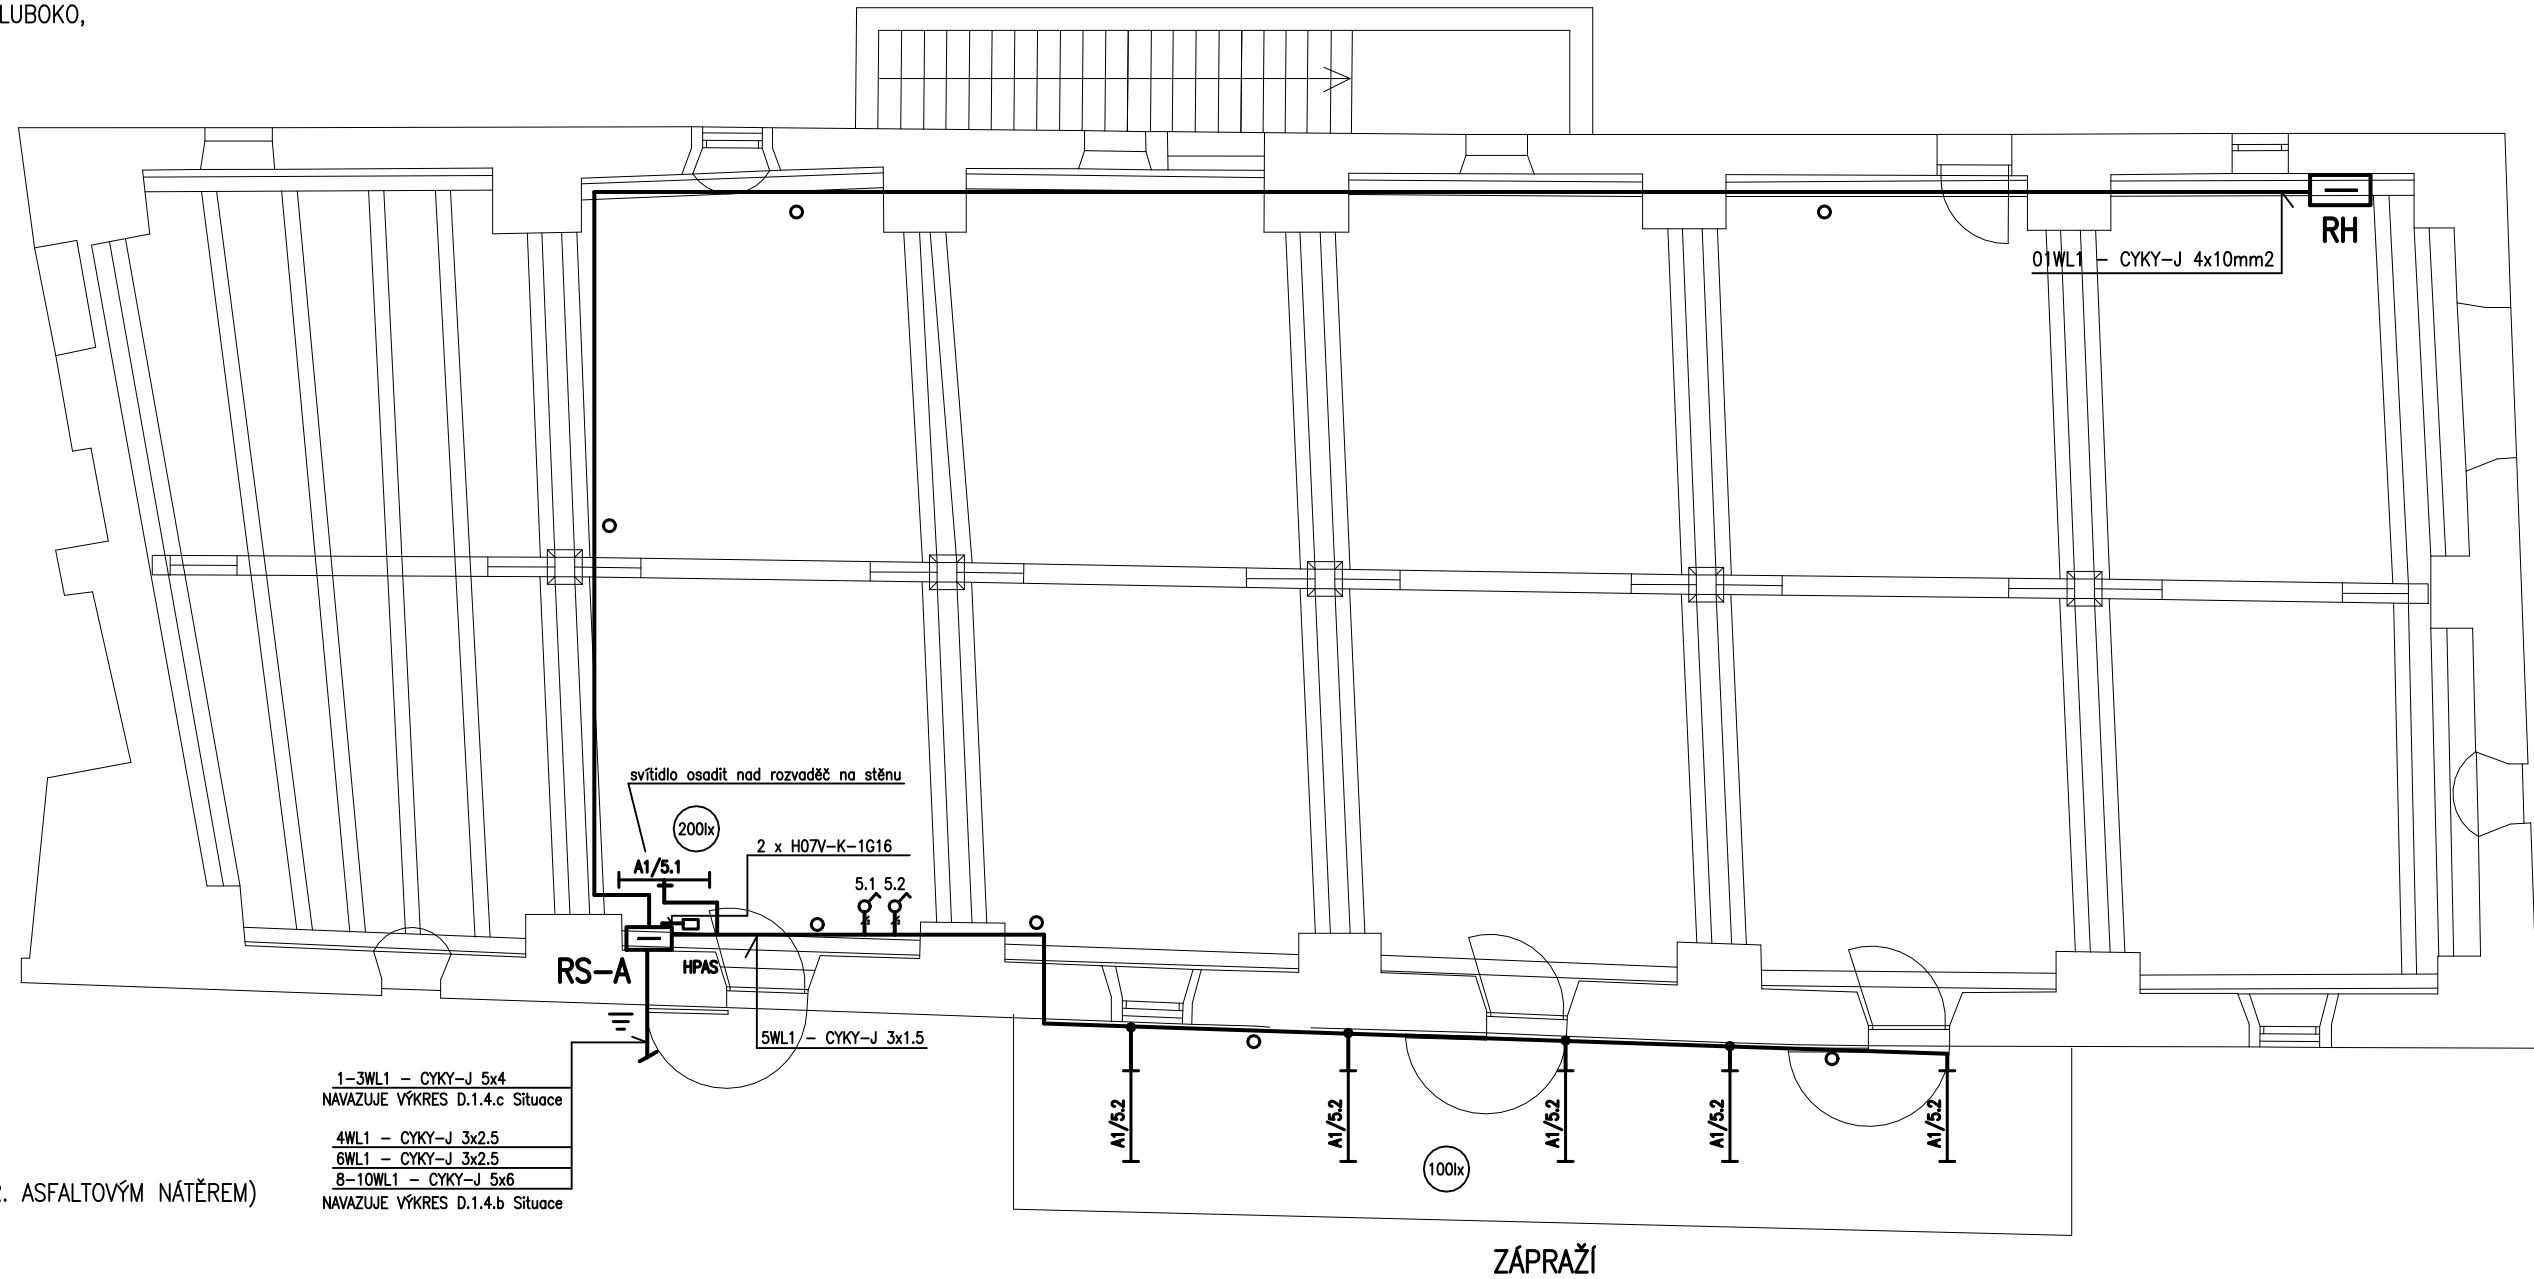 LUBOKO,
RH
01WL1 - CYKY-J 4x10mm2
svítidlo osadit nad rozvaděč na stěnu
200lx
2 x H07V-K-1G16
A1/5.1
5.1 5.2
RS-A
HPAS
5WL1 - CYKY-J 3x1.5
1-3WL1 - CYKY-J 5x4
NAVAZUJE VÝKRES D.1.4.c Situace
4WL1 - CYKY-J 3x2.5
6WL1 - CYKY-J 3x2.5
8-10WL1 - CYKY-J 5x6
NAVAZUJE VÝKRES D.1.4.b Situace
A1/5.2
A1/5.2
A1/5.2
A1/5.2
A1/5.2
100lx
. ASFALTOVÝM NÁTĚREM)
ZÁPRAŽÍ